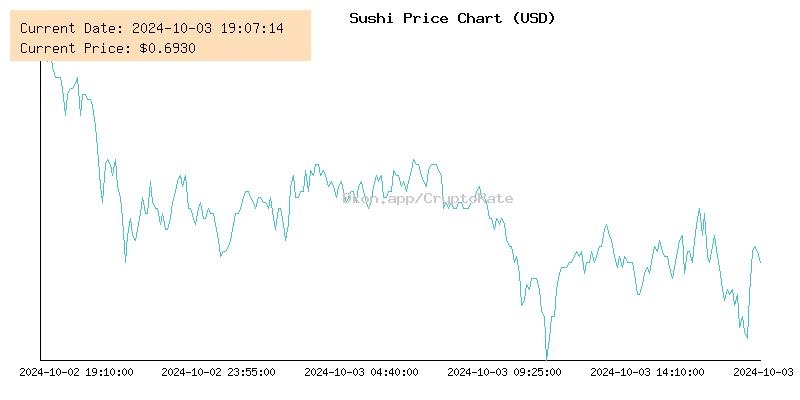 Sushi Price Chart (USD)
Current Date: 2024-10-03 19:07:14
Current Price: $0.6930
0kon.app/CryptoRate
2024-10-02 19:10:00 2024-10-02 23:55:00 2024-10-03 04:40:00 2024-10-03 09:25:00 2024-10-03 14:10:00 2024-10-03